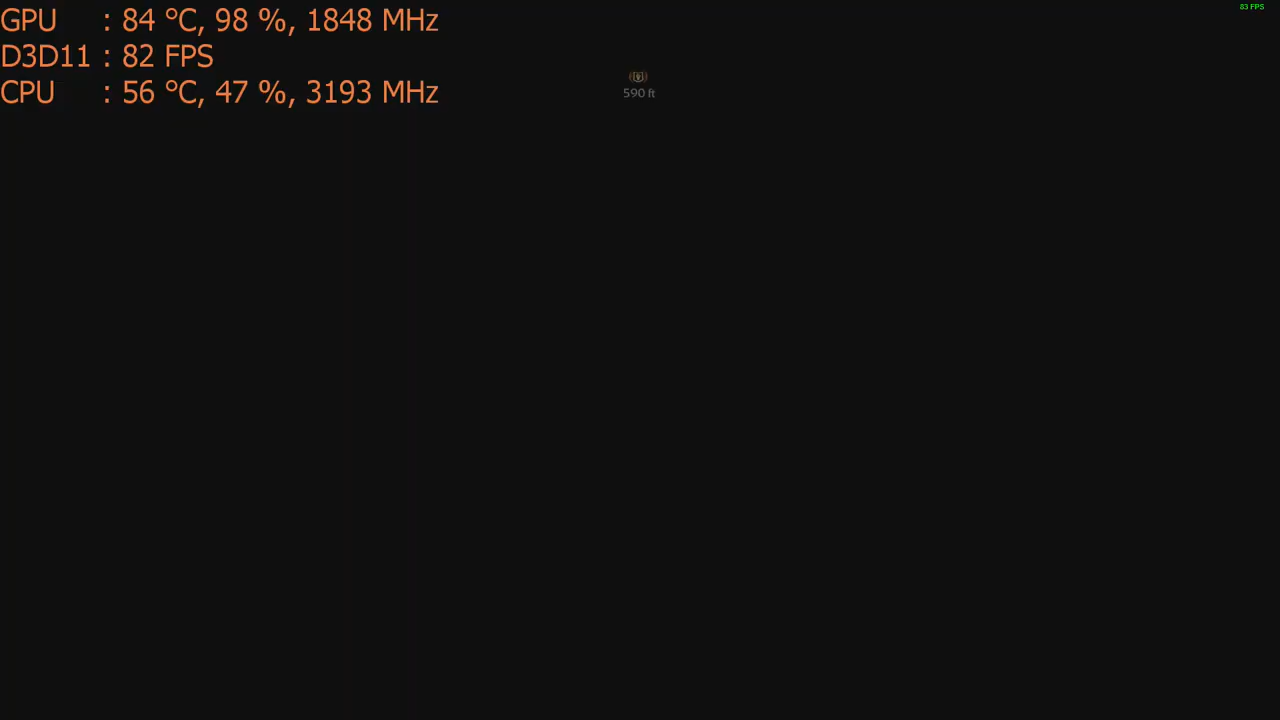 GPU : 84 °C, 98 %, 1848 MHz
D3D11 : 82 FPS
CPU : 56 °C, 47 %, 3193 MHz
83 FPS
590 ft